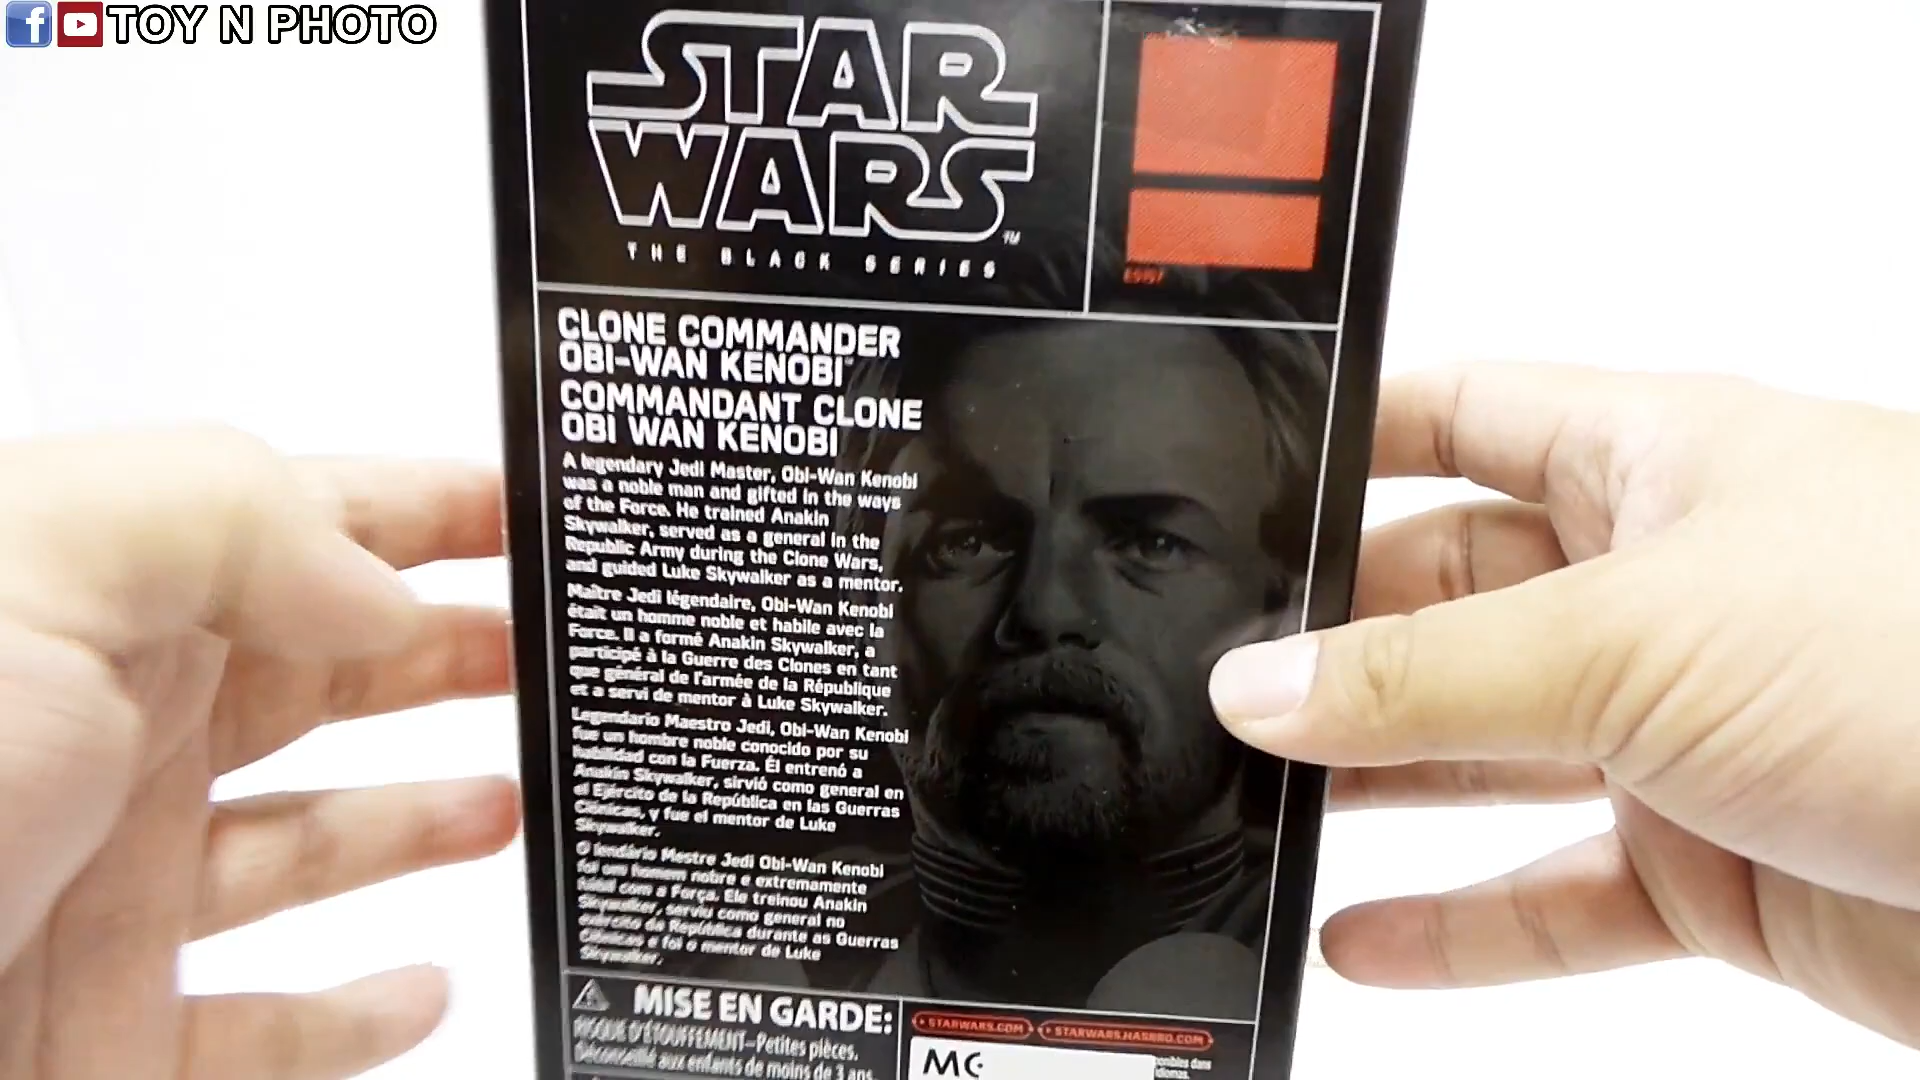 TOY N PHOTO
STAR
WARS
TM
THE BLACK SERIES
CLONE COMMANDER
OBI-WAN KENOBI
COMMANDANT CLONE
OBI WAN KENOBI
A legendary Jedi Master, Obi-Wan Kenobi
was a noble man and gifted in the ways
of the Force. He trained Anakin
Skywalker, served as a general in the
Republic Army during the Clone Wars,
and guided Luke Skywalker as a mentor.
Maître Jedi légendaire, Obi-Wan Kenobi
était un homme noble et habile avec la
Force. Il a formé Anakin Skywalker, a
participé à la Guerre des Clones en tant
que général de l'armée de la République
et a servi de mentor à Luke Skywalker.
Legendario Maestro Jedi, Obi-Wan Kenobi
fue un hombre noble conocido por su
habilidad con la Fuerza. Él entrenó a
Anakin Skywalker, sirvió como general en
el Ejército de la República en las Guerras
Clónicas, y fue el mentor de Luke
Skywalker.
O lendário Mestre Jedi Obi-Wan Kenobi
foi um homem nobre e extremamente
hábil com a Força. Ele treinou Anakin
Skywalker, serviu como general no
exército da República durante as Guerras
Clônicas e foi o mentor de Luke
Skywalker.
MISE EN GARDE:
RISQUE D'ÉTOUFFEMENT–Petites pièces.
Déconseillé aux enfants de moins de 3 ans.
STARWARS.COM
STARWARS.HASBRO.COM